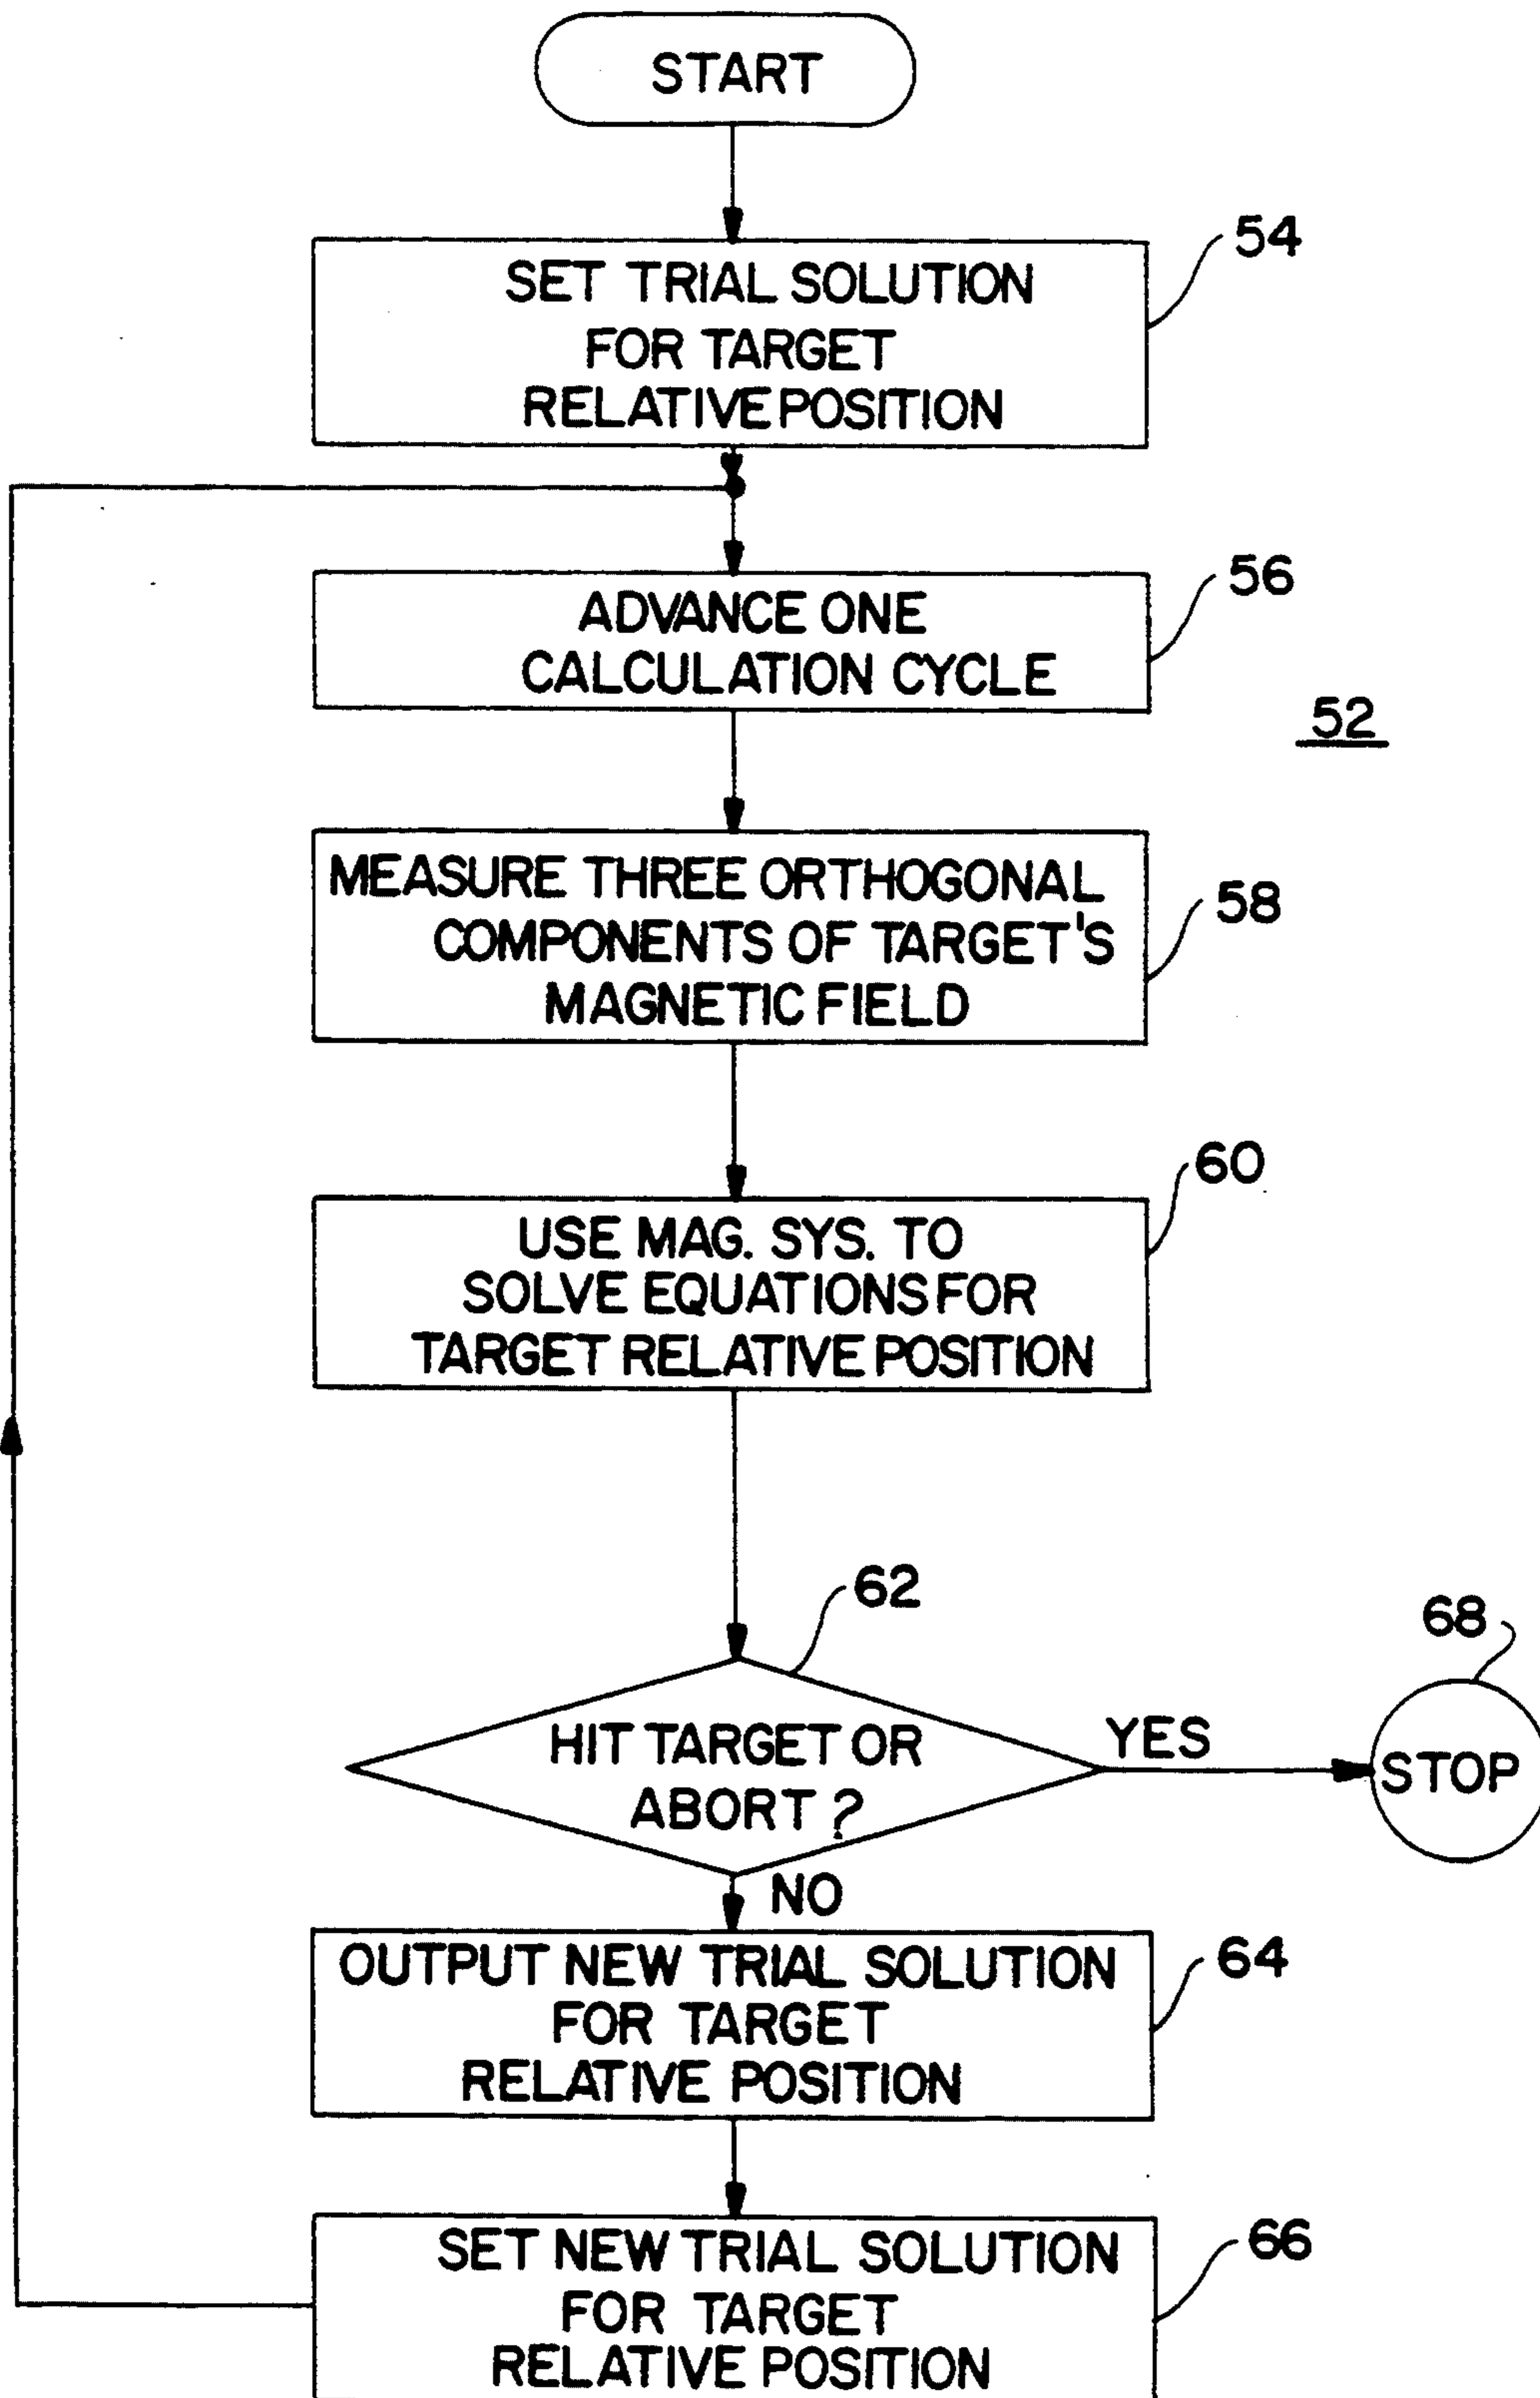 START
54
SET TRIAL SOLUTION
FOR TARGET
RELATIVE POSITION
56
ADVANCE ONE
CALCULATION CYCLE
52
MEASURE THREE ORTHOGONAL
COMPONENTS OF TARGET'S
MAGNETIC FIELD
58
60
USE MAG. SYS. TO
SOLVE EQUATIONS FOR
TARGET RELATIVE POSITION
62
68
HIT TARGET OR
ABORT?
YES
STOP
NO
OUTPUT NEW TRIAL SOLUTION
FOR TARGET
RELATIVE POSITION
64
SET NEW TRIAL SOLUTION
FOR TARGET
RELATIVE POSITION
66